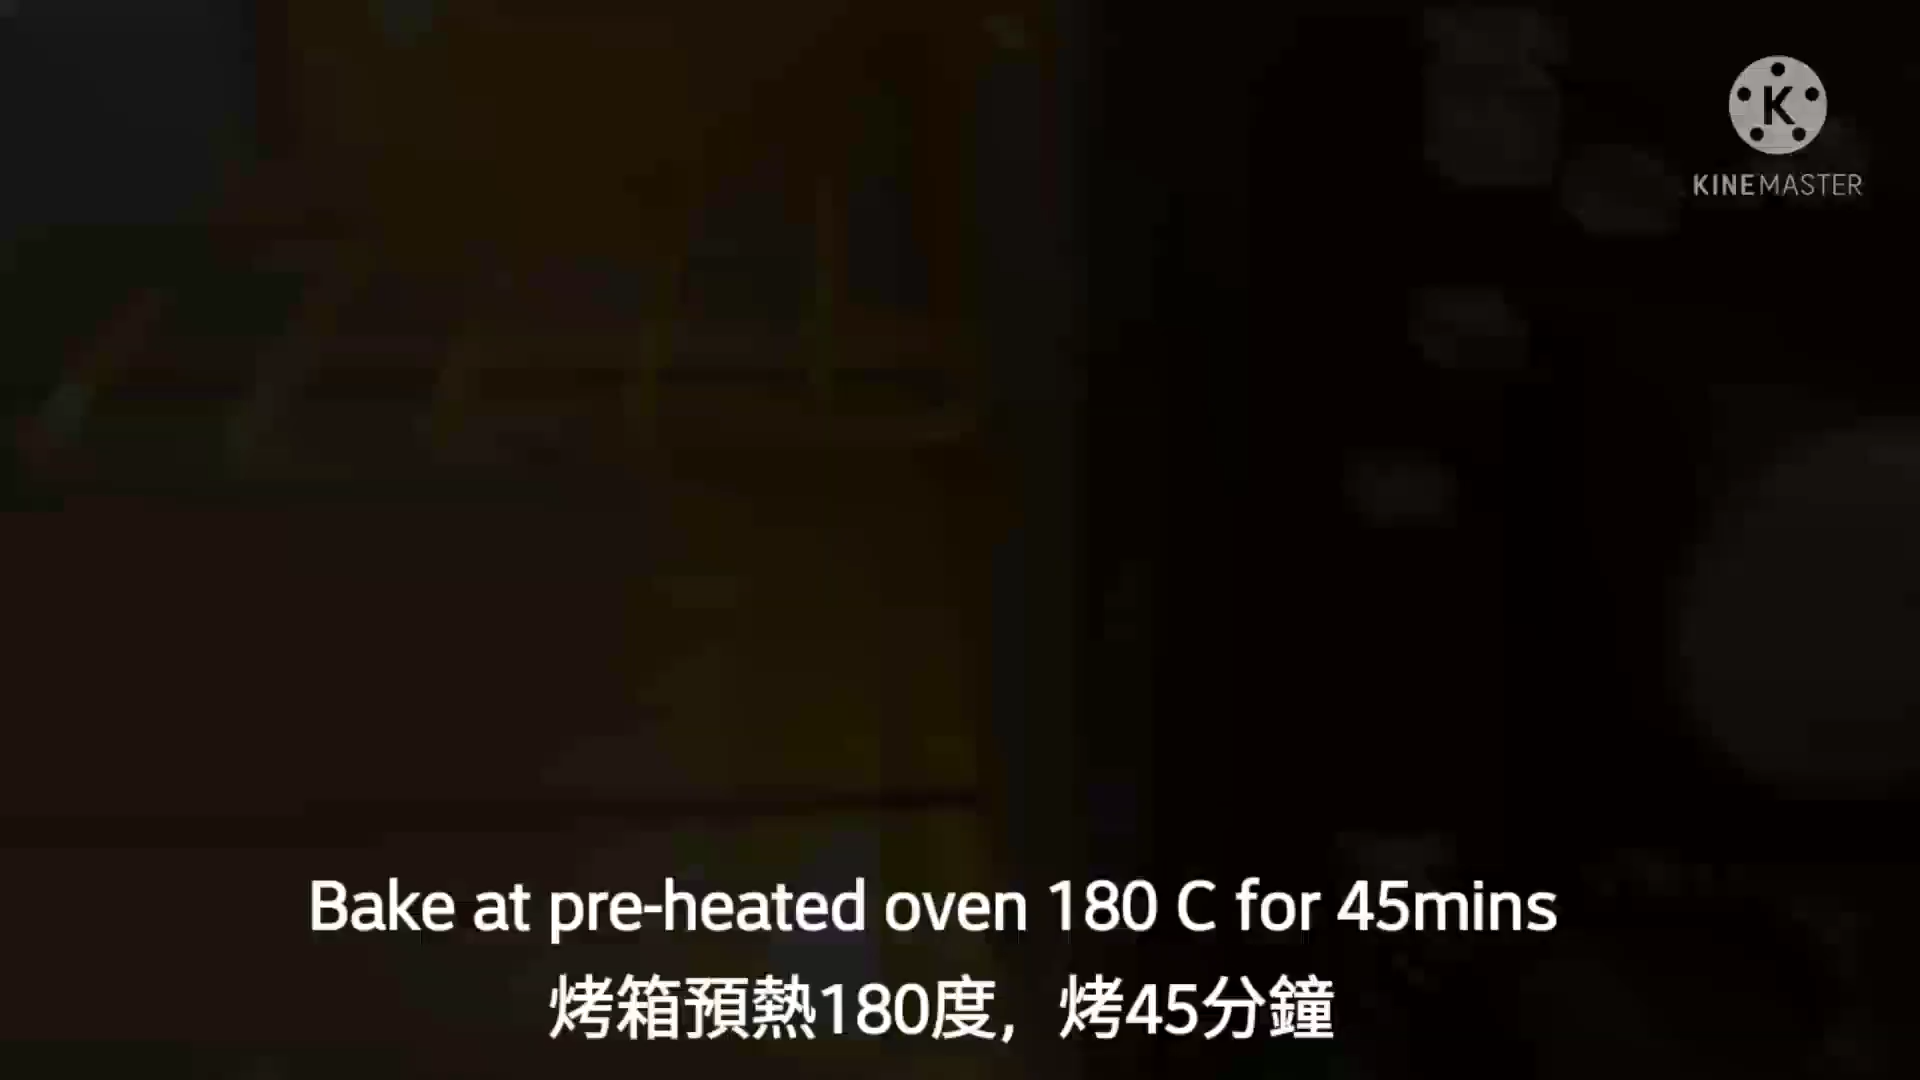 K
KINEMASTER
Bake at pre-heated oven 180 C for 45mins
烤箱預熱180度，烤45分鐘